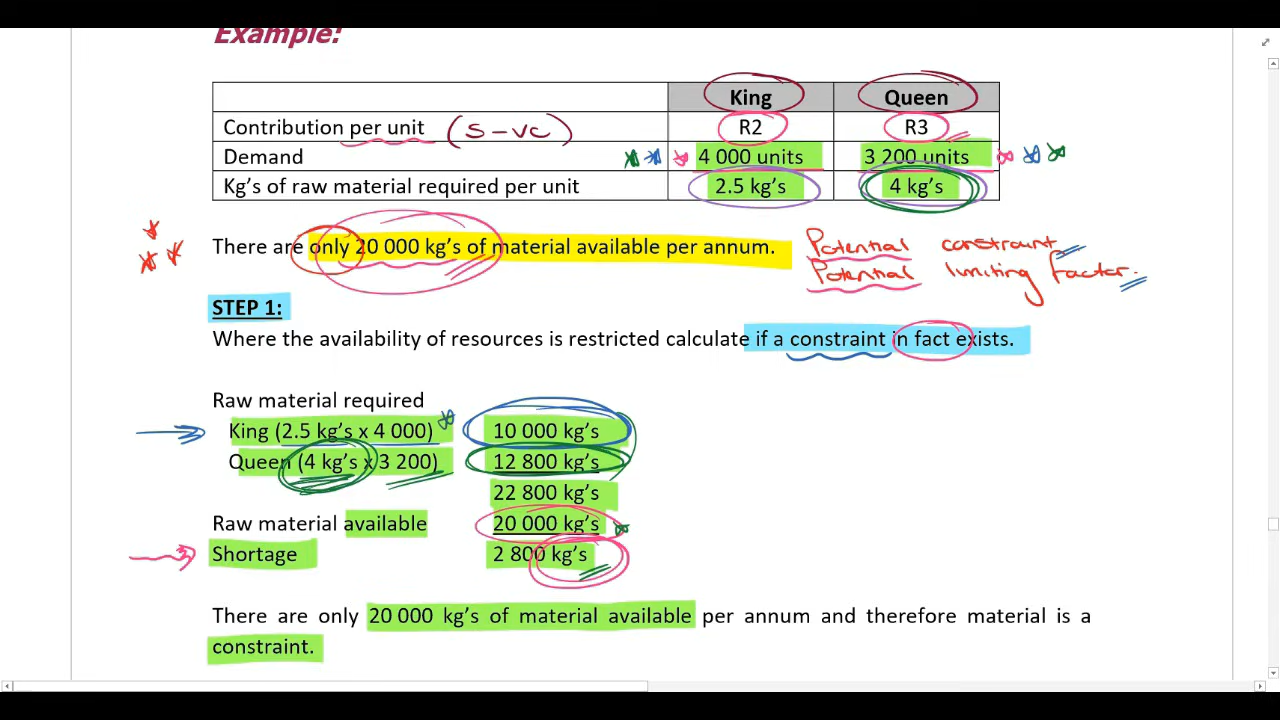 Example:
King Queen
Contribution per unit (S-VC) R2 R3
Demand 4 000 units 3 200 units
Kg's of raw material required per unit 2.5 kg's 4 kg's
There are only 20 000 kg's of material available per annum.
Potential constraint
Potential limiting factor.
STEP 1:
Where the availability of resources is restricted calculate if a constraint in fact exists.
Raw material required
King (2.5 kg's x 4 000) 10 000 kg's
Queen (4 kg's x 3 200) 12 800 kg's
22 800 kg's
Raw material available 20 000 kg's
Shortage 2 800 kg's
There are only 20 000 kg's of material available per annum and therefore material is a
constraint.